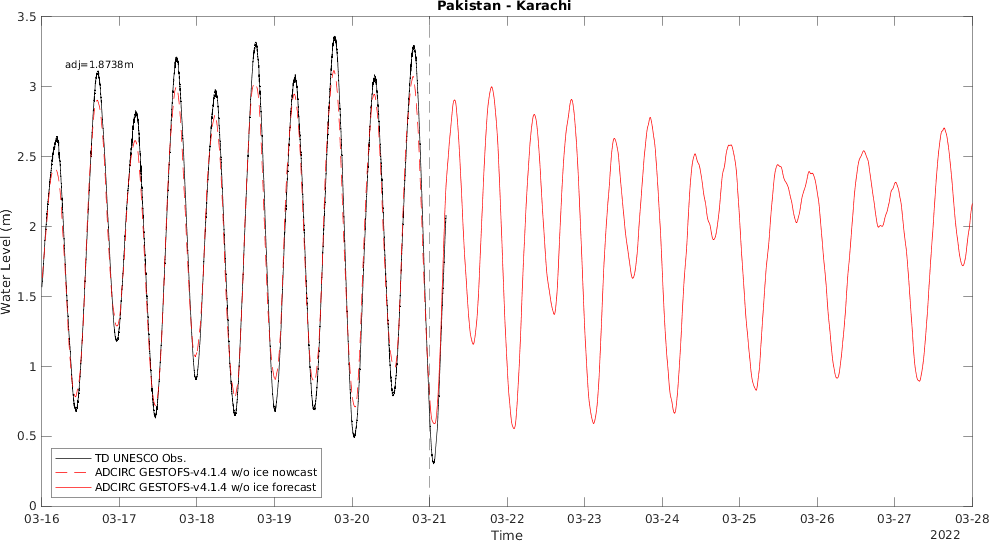 Pakistan - Karachi
3.5
adj=1.8738m
3
2.5
2
1.5
1
0.5
0
Water Level (m)
TD UNESCO Obs.
ADCIRC GESTOFS-v4.1.4 w/o ice nowcast
ADCIRC GESTOFS-v4.1.4 w/o ice forecast
03-16 03-17 03-18 03-19 03-20 03-21 03-22 03-23 03-24 03-25 03-26 03-27 03-28
Time
2022